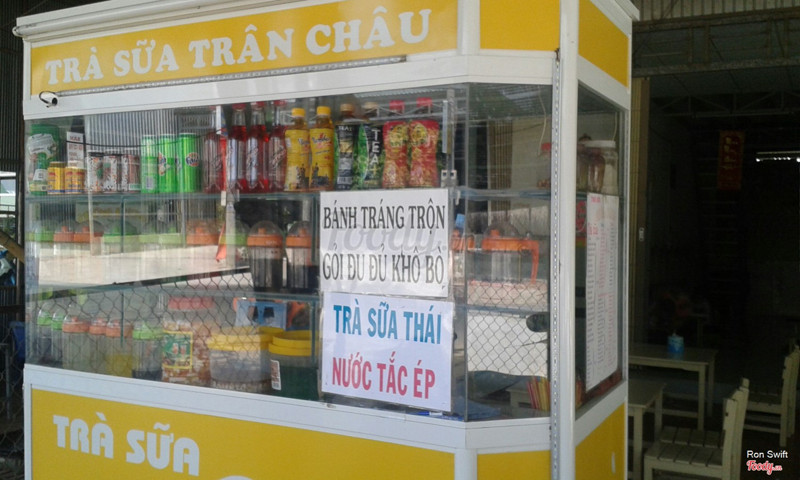 TRÀ SỮA TRÂN CHÂU
TEA
BÁNH TRÁNG TRỘN
GỎI ĐU ĐỦ KHÔ BÒ
TRÀ SỮA THÁI
NƯỚC TẮC ÉP
TRÀ SỮA
Ron Swift
Foody.vn